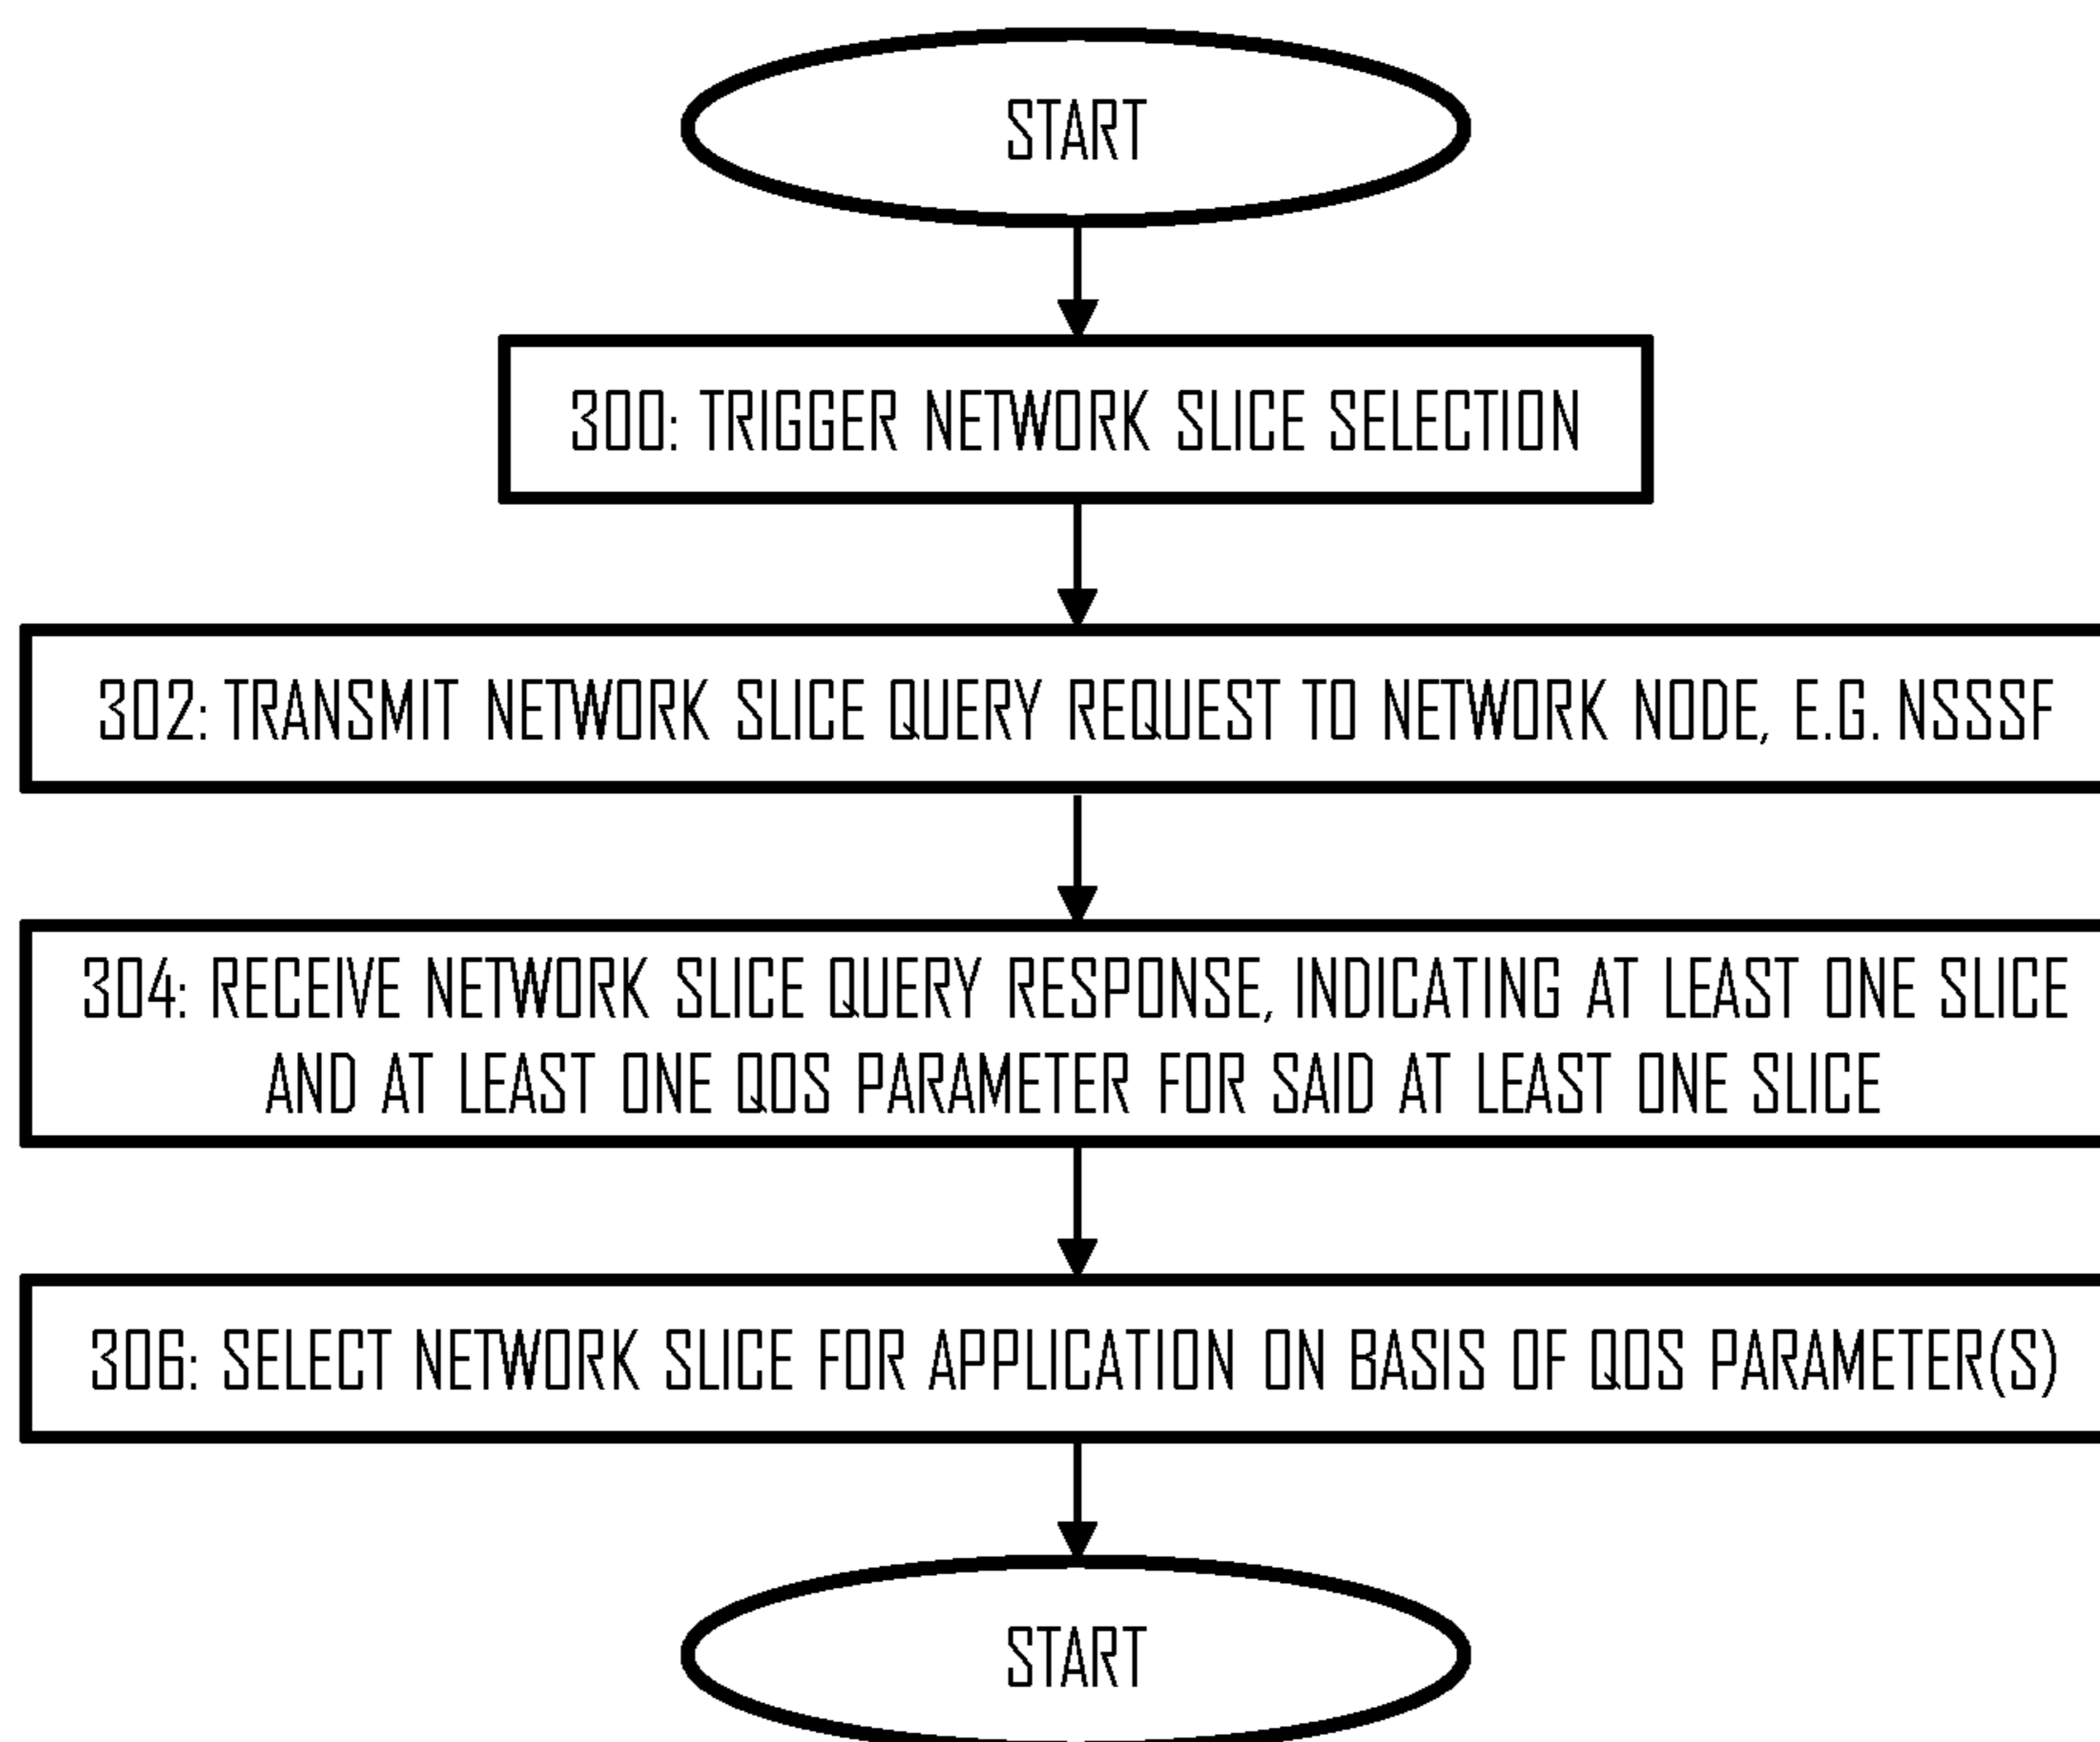 START
300: TRIGGER NETWORK SLICE SELECTION
302: TRANSMIT NETWORK SLICE QUERY REQUEST TO NETWORK NODE, E.G. NSSSF
304: RECEIVE NETWORK SLICE QUERY RESPONSE, INDICATING AT LEAST ONE SLICE
AND AT LEAST ONE QOS PARAMETER FOR SAID AT LEAST ONE SLICE
306: SELECT NETWORK SLICE FOR APPLICATION ON BASIS OF QOS PARAMETER(S)
START